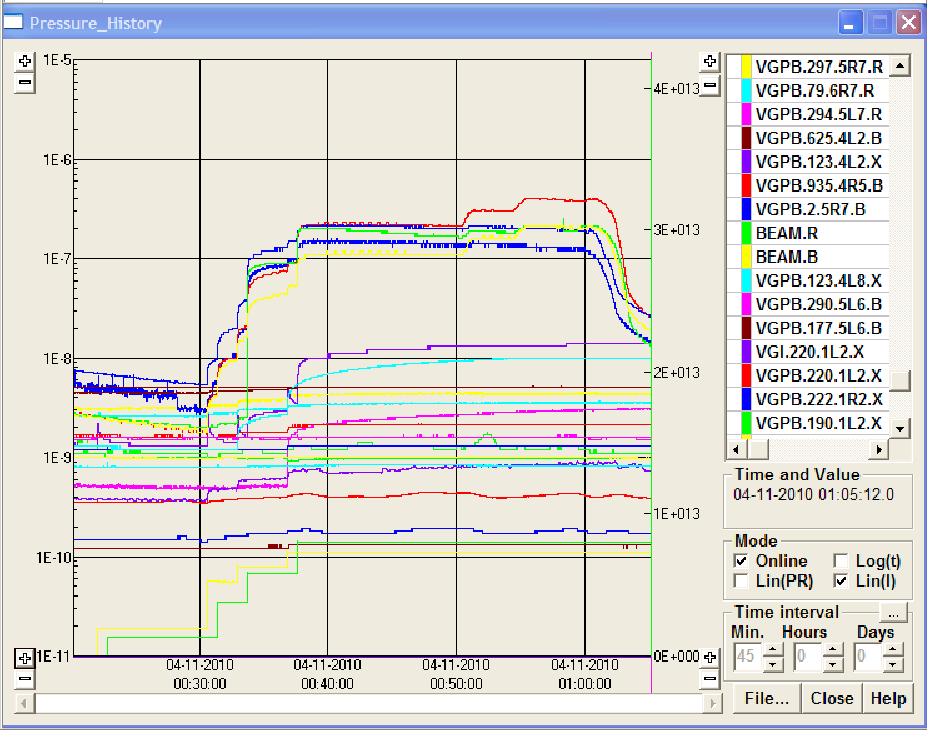 Pressure_History
1E-5
1E-6
1E-7
1E-8
1E-9
1E-10
1E-11
4E+013
3E+013
2E+013
1E+013
0E+000
04-11-2010 04-11-2010 04-11-2010 04-11-2010
00:30:00 00:40:00 00:50:00 01:00:00
VGPB.297.5R7.R
VGPB.79.6R7.R
VGPB.294.5L7.R
VGPB.625.4L2.B
VGPB.123.4L2.X
VGPB.935.4R5.B
VGPB.2.5R7.B
BEAM.R
BEAM.B
VGPB.123.4L8.X
VGPB.290.5L6.B
VGPB.177.5L6.B
VGI.220.1L2.X
VGPB.220.1L2.X
VGPB.222.1R2.X
VGPB.190.1L2.X
Time and Value
04-11-2010 01:05:12.0
Mode
Online Log(t)
Lin(PR) Lin(I)
Time interval ...
Min. Hours Days
45 0 0
File... Close Help